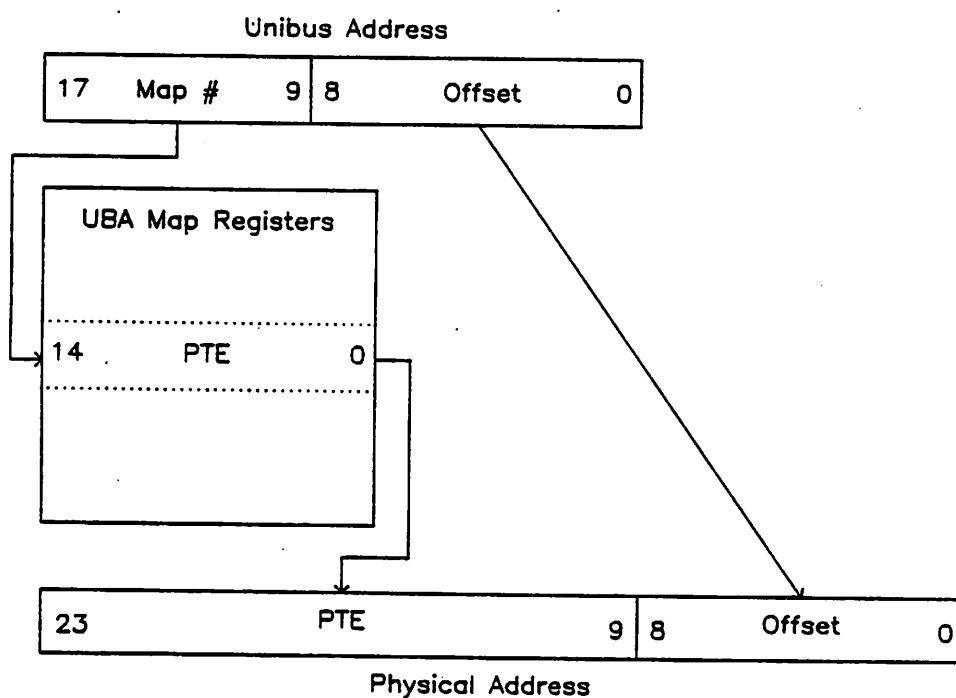 Unibus Address
17 Map # 9 8 Offset 0
UBA Map Registers
14 PTE 0
23 PTE 9 8 Offset 0
Physical Address